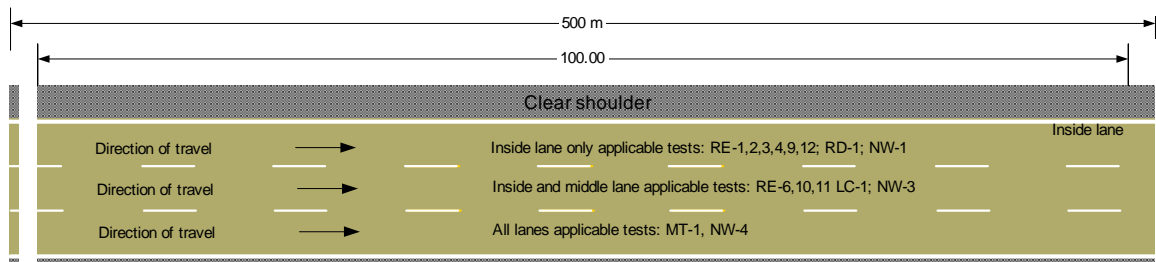 500 m
100.00
Clear shoulder
Inside lane
Direction of travel
Inside lane only applicable tests: RE-1,2,3,4,9,12; RD-1; NW-1
Direction of travel
Inside and middle lane applicable tests: RE-6,10,11 LC-1; NW-3
Direction of travel
All lanes applicable tests: MT-1, NW-4